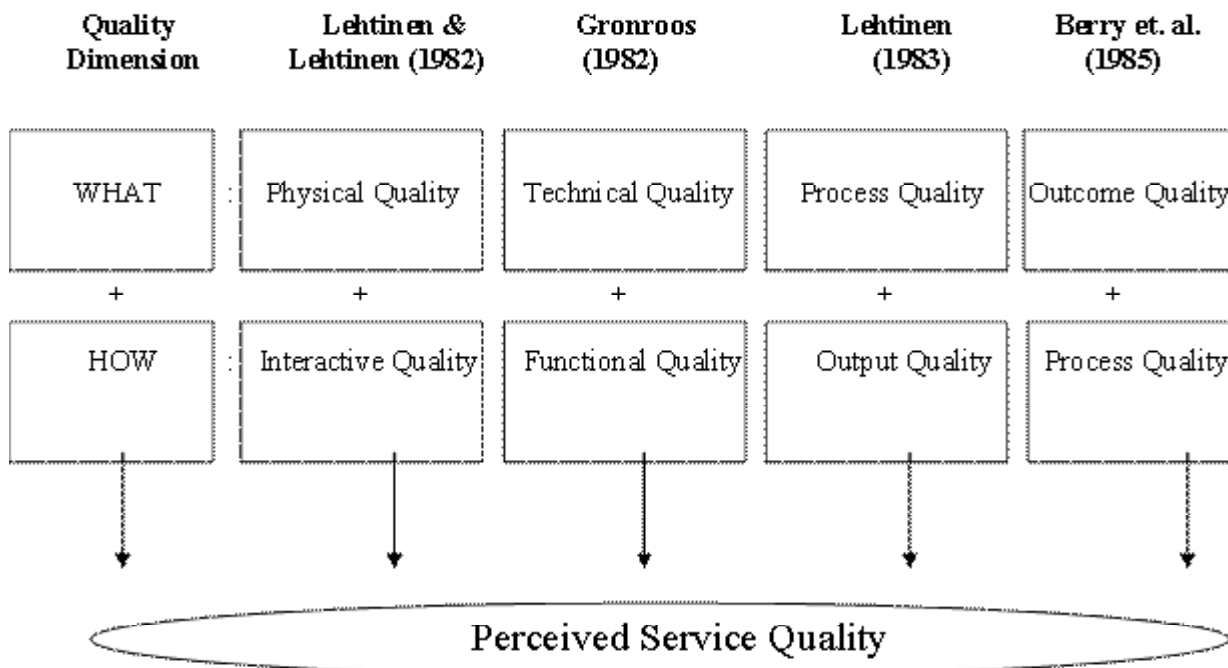 Quality
Dimension
Lehtinen &
Lehtinen (1982)
Gronroos
(1982)
Lehtinen
(1983)
Berry et. al.
(1985)
WHAT : Physical Quality Technical Quality Process Quality Outcome Quality
+ + + + +
HOW : Interactive Quality Functional Quality Output Quality Process Quality
Perceived Service Quality